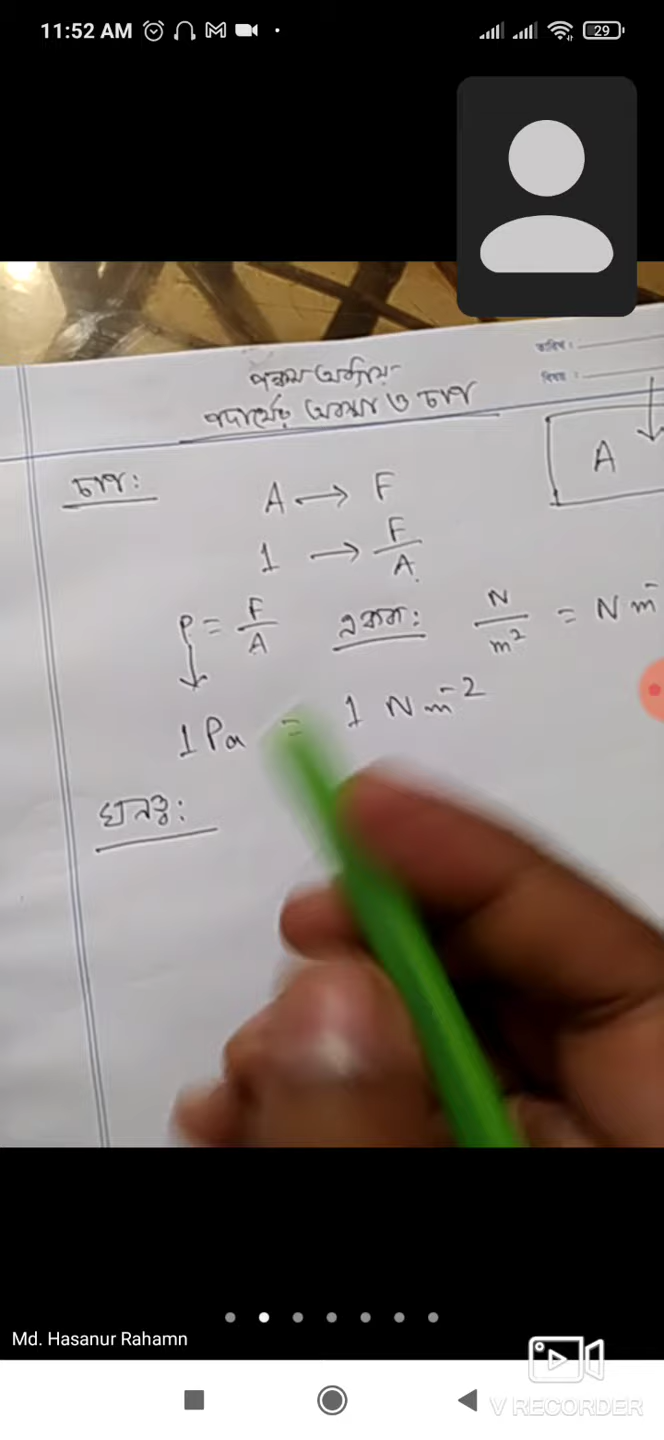 11:52 AM
29
তারিখ :
বিষয় :
পঞ্চম অধ্যায়
পদার্থের অবস্থা ও চাপ
চাপ:
A → F
A
1 → F/A
P = F/A একক: N/m² = N m⁻
1 Pa = 1 N m⁻²
ঘনত্ব:
Md. Hasanur Rahamn
V RECORDER